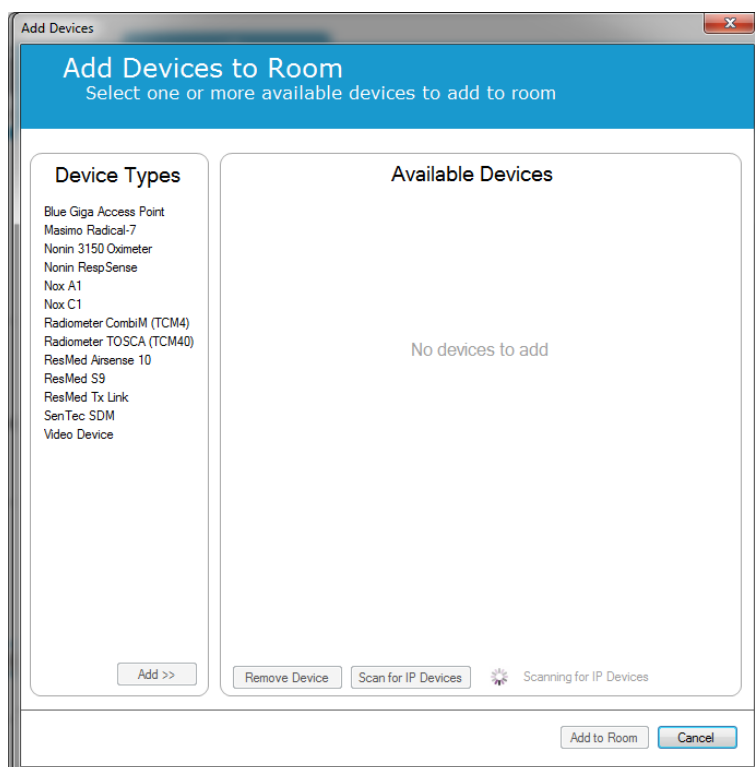 Add Devices
Add Devices to Room
Select one or more available devices to add to room
Device Types
Blue Giga Access Point
Masimo Radical-7
Nonin 3150 Oximeter
Nonin RespSense
Nox A1
Nox C1
Radiometer CombiM (TCM4)
Radiometer TOSCA (TCM40)
ResMed Airsense 10
ResMed S9
ResMed Tx Link
SenTec SDM
Video Device
Add >>
Available Devices
No devices to add
Remove Device
Scan for IP Devices
Scanning for IP Devices
Add to Room
Cancel